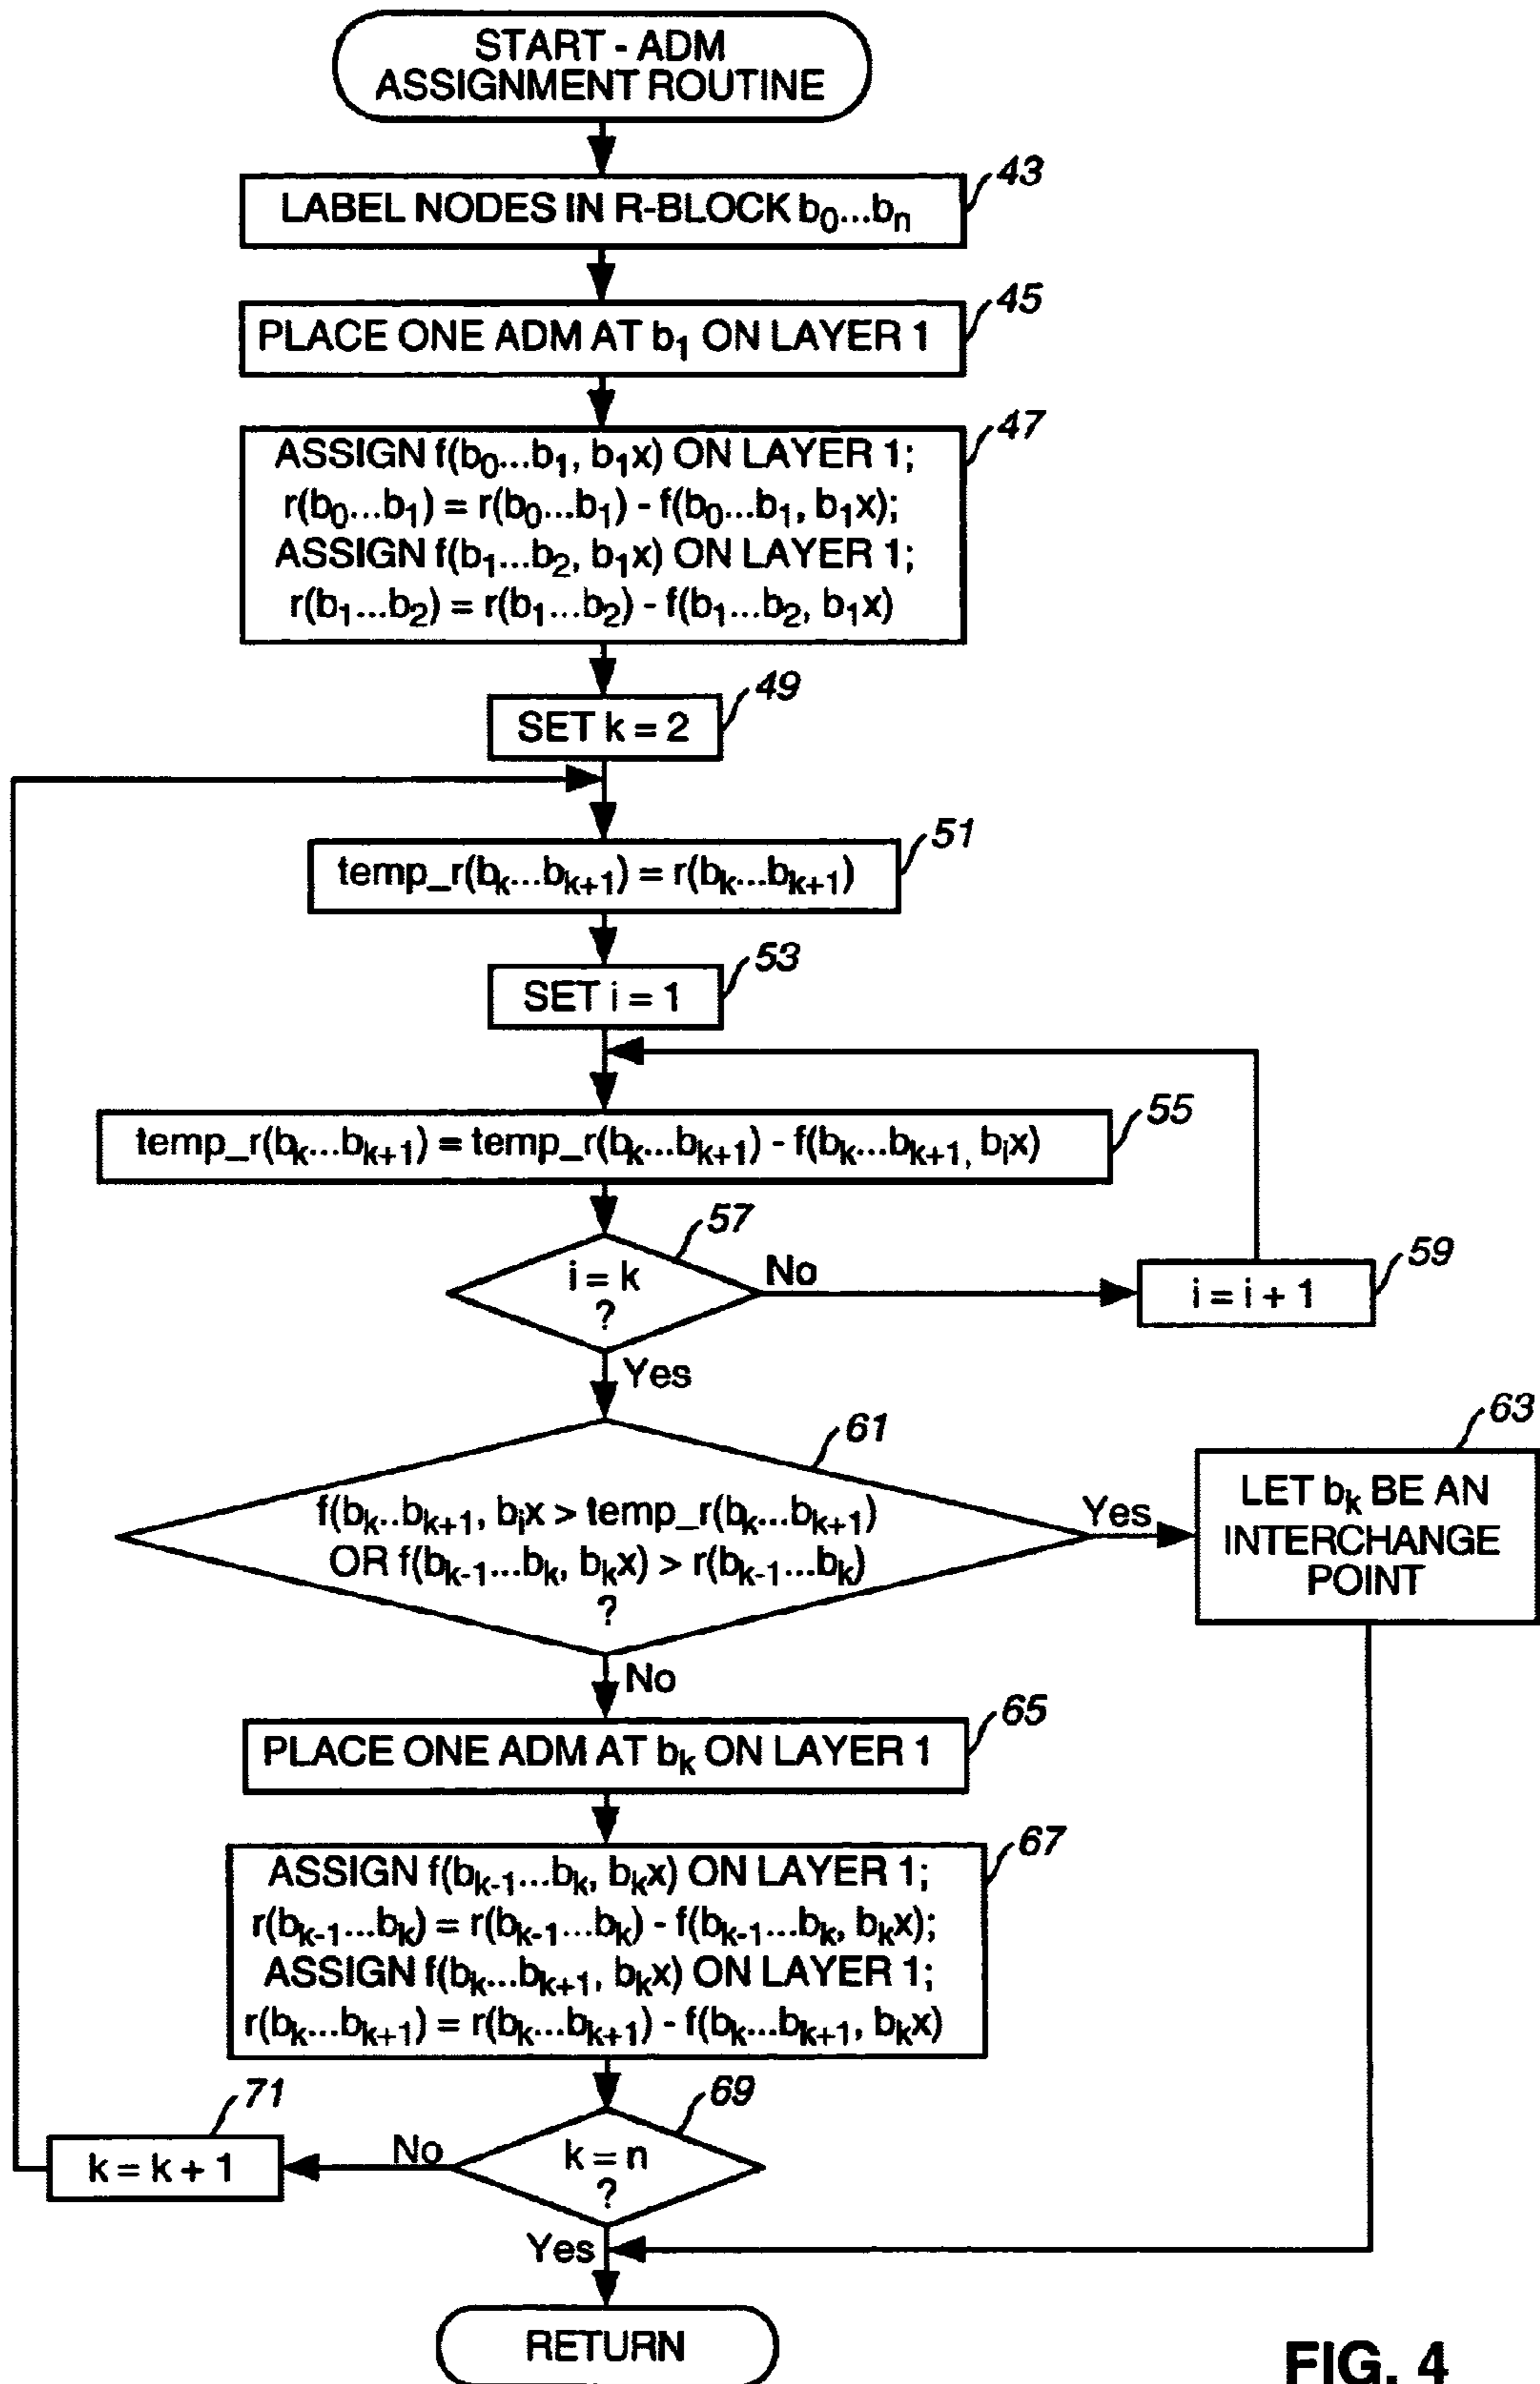 START - ADM
ASSIGNMENT ROUTINE
43
LABEL NODES IN R-BLOCK b0...bn
45
PLACE ONE ADM AT b1 ON LAYER 1
47
ASSIGN f(b0...b1, b1x) ON LAYER 1;
r(b0...b1) = r(b0...b1) - f(b0...b1, b1x);
ASSIGN f(b1...b2, b1x) ON LAYER 1;
r(b1...b2) = r(b1...b2) - f(b1...b2, b1x)
49
SET k = 2
51
temp_r(bk...bk+1) = r(bk...bk+1)
53
SET i = 1
55
temp_r(bk...bk+1) = temp_r(bk...bk+1) - f(bk...bk+1, bix)
57
i = k
?
No
59
i = i + 1
Yes
61
f(bk..bk+1, bix > temp_r(bk...bk+1)
OR f(bk-1...bk, bkx) > r(bk-1...bk)
?
Yes
63
LET bk BE AN
INTERCHANGE
POINT
No
65
PLACE ONE ADM AT bk ON LAYER 1
67
ASSIGN f(bk-1...bk, bkx) ON LAYER 1;
r(bk-1...bk) = r(bk-1...bk) - f(bk-1...bk, bkx);
ASSIGN f(bk...bk+1, bkx) ON LAYER 1;
r(bk...bk+1) = r(bk...bk+1) - f(bk...bk+1, bkx)
69
k = n
?
No
71
k = k + 1
Yes
RETURN
FIG. 4